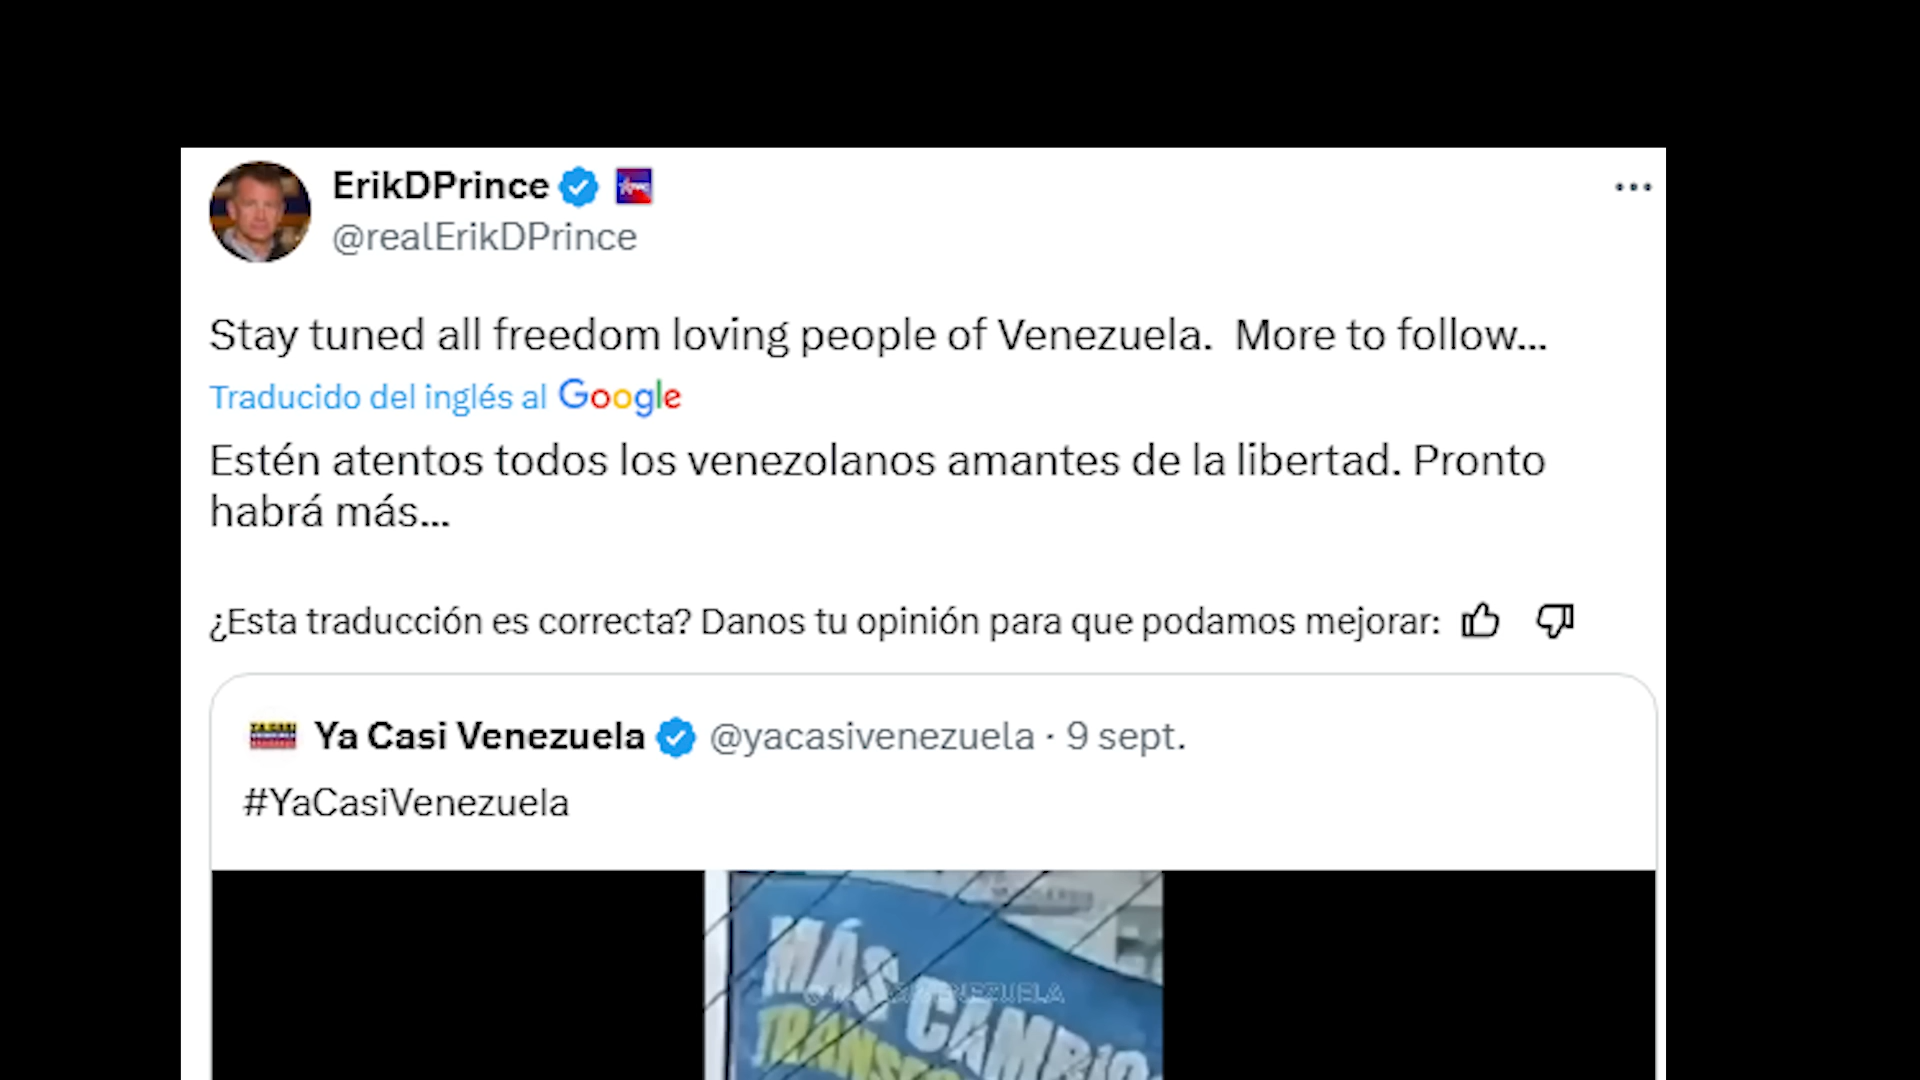 ErikDPrince
@realErikDPrince
Stay tuned all freedom loving people of Venezuela. More to follow...
Traducido del inglés al Google
Estén atentos todos los venezolanos amantes de la libertad. Pronto
habrá más...
¿Esta traducción es correcta? Danos tu opinión para que podamos mejorar:
Ya Casi Venezuela @yacasivenezuela · 9 sept.
#YaCasiVenezuela
MÁS CAMBIO